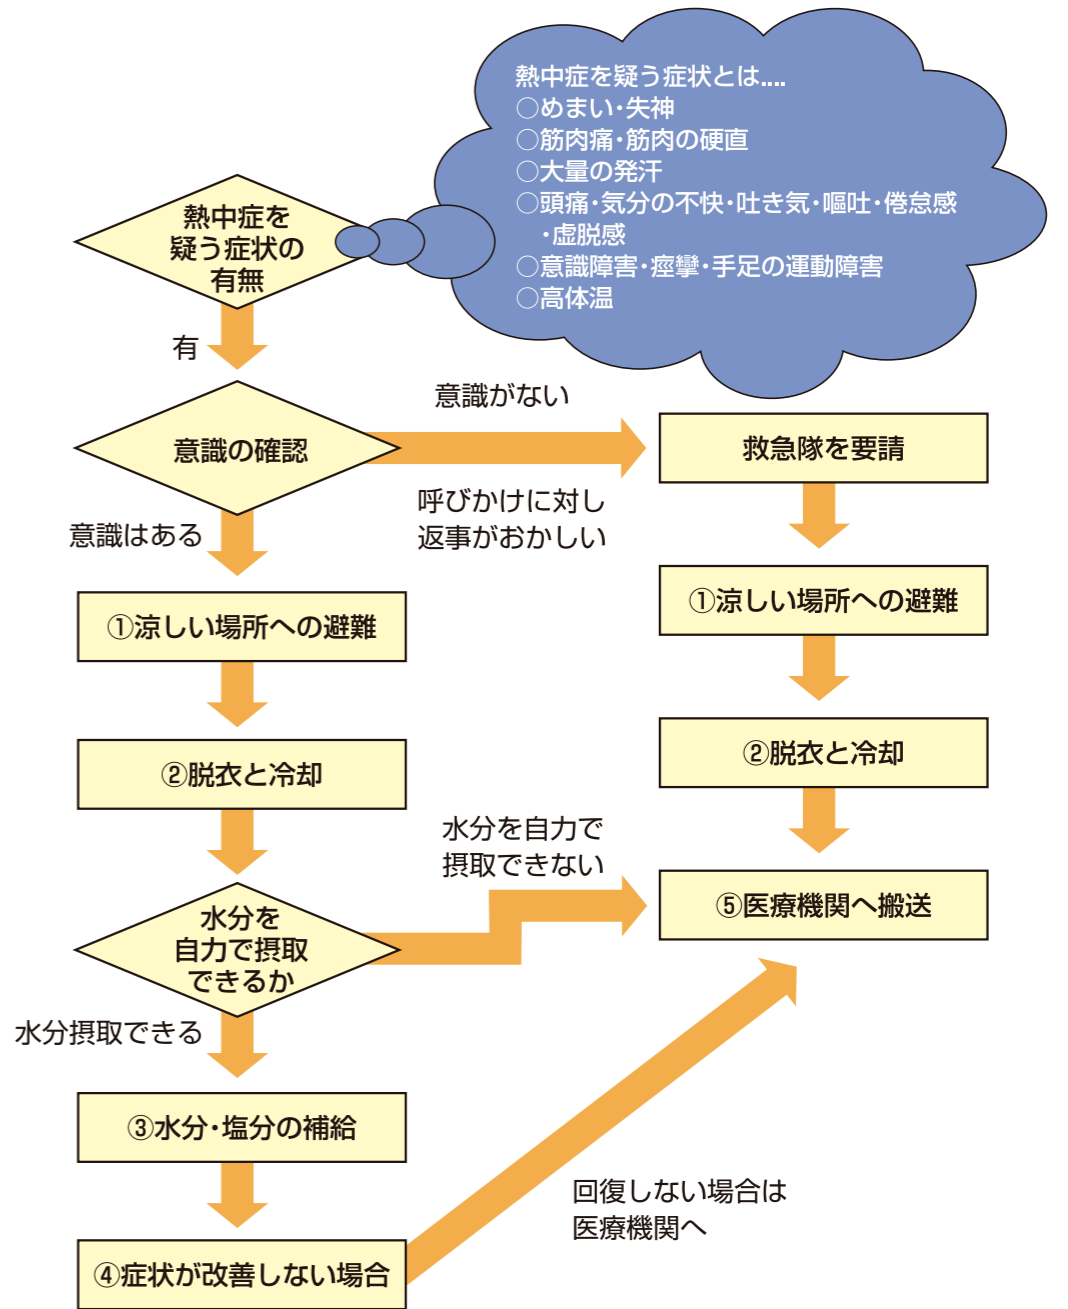 熱中症を疑う症状とは....
○めまい・失神
○筋肉痛・筋肉の硬直
○大量の発汗
○頭痛・気分の不快・吐き気・嘔吐・倦怠感
・虚脱感
○意識障害・痙攣・手足の運動障害
○高体温
熱中症を
疑う症状の
有無
有
意識の確認
意識がない
呼びかけに対し
返事がおかしい
救急隊を要請
意識はある
①涼しい場所への避難
①涼しい場所への避難
②脱衣と冷却
②脱衣と冷却
水分を自力で
摂取できない
水分を
自力で摂取
できるか
⑤医療機関へ搬送
水分摂取できる
③水分・塩分の補給
回復しない場合は
医療機関へ
④症状が改善しない場合